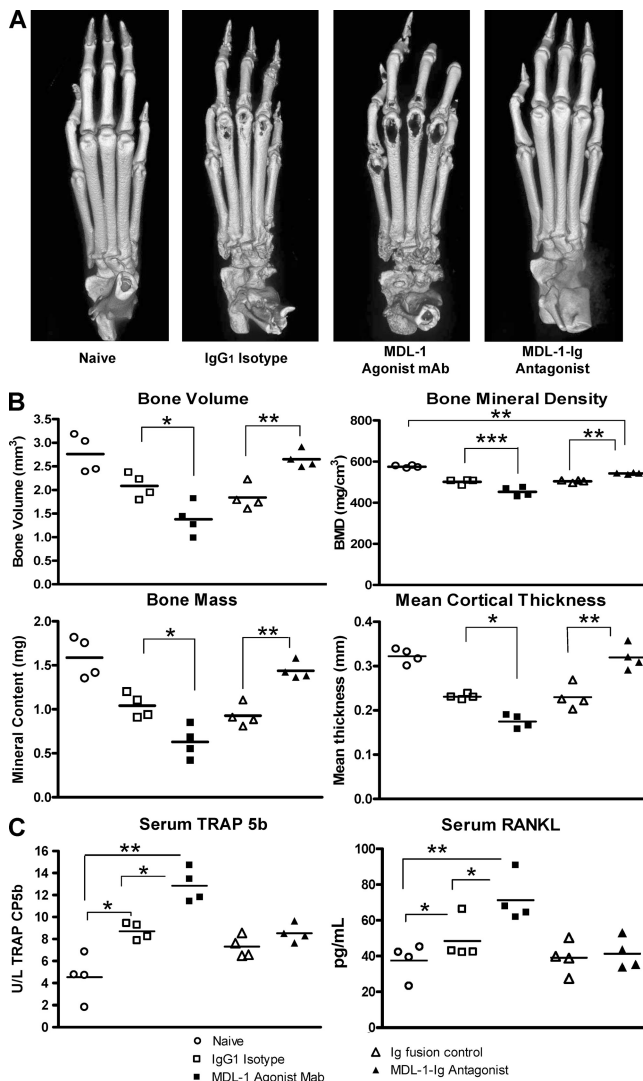 A
Naive
IgG1 Isotype
MDL-1
Agonist mAb
MDL-1-Ig
Antagonist
B
Bone Volume
Bone Volume (mm3)
3.5
3.0
2.5
2.0
1.5
1.0
0.5
0.0
*
**
Bone Mineral Density
BMD (mg/cm3)
800
600
400
200
0
**
***
**
Bone Mass
Mineral Content (mg)
2.0
1.5
1.0
0.5
0.0
*
**
Mean Cortical Thickness
Mean thickness (mm)
0.4
0.3
0.2
0.1
0.0
*
**
C
Serum TRAP 5b
U/L TRAP CP5b
16
14
12
10
8
6
4
2
0
**
*
*
Serum RANKL
pg/mL
100
80
60
40
20
0
**
*
*
Naive
IgG1 Isotype
MDL-1 Agonist Mab
Ig fusion control
MDL-1-Ig Antagonist